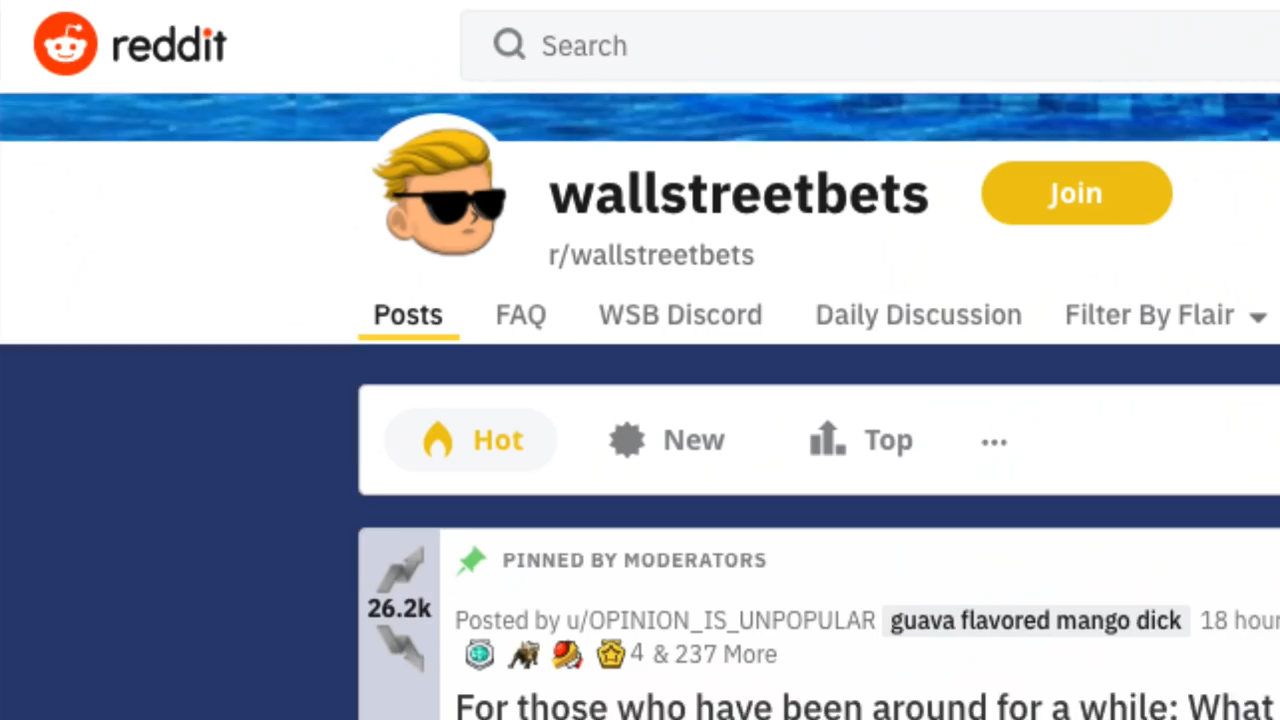 reddit
Search
wallstreetbets
Join
r/wallstreetbets
Posts FAQ WSB Discord Daily Discussion Filter By Flair
Hot New Top ...
PINNED BY MODERATORS
26.2k
Posted by u/OPINION_IS_UNPOPULAR guava flavored mango dick 18 hour
4 & 237 More
For those who have been around for a while: What